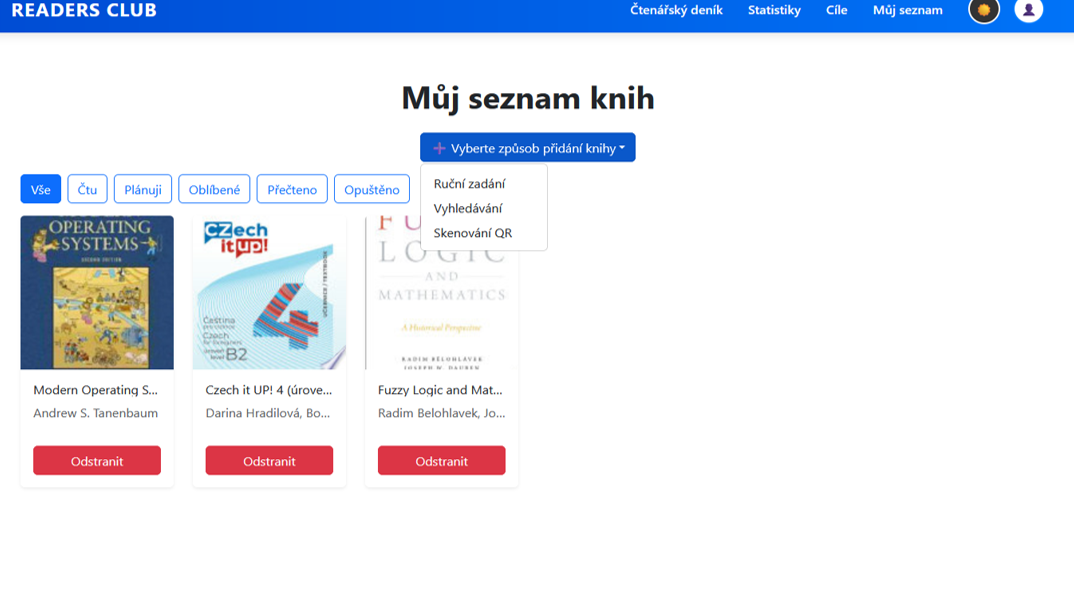 READERS CLUB
Čtenářský deník
Statistiky
Cíle
Můj seznam
Můj seznam knih
Vyberte způsob přidání knihy
Ruční zadání
Vyhledávání
Skenování QR
Vše
Čtu
Plánuji
Oblíbené
Přečteno
Opuštěno
OPERATING
SYSTEMS
SECOND EDITION
Modern Operating S...
Andrew S. Tanenbaum
Odstranit
czech
it up!
UČEBNICE / TEXTBOOK
4
Čeština
pro cizince
Czech
for foreigners
úroveň
level B2
Czech it UP! 4 (úrove...
Darina Hradilová, Bo...
Odstranit
LOGIC
AND
MATHEMATICS
A Historical Perspective
RADIM BĚLOHLÁVEK
JOSEPH W. DAUBEN
Fuzzy Logic and Mat...
Radim Belohlavek, Jo...
Odstranit